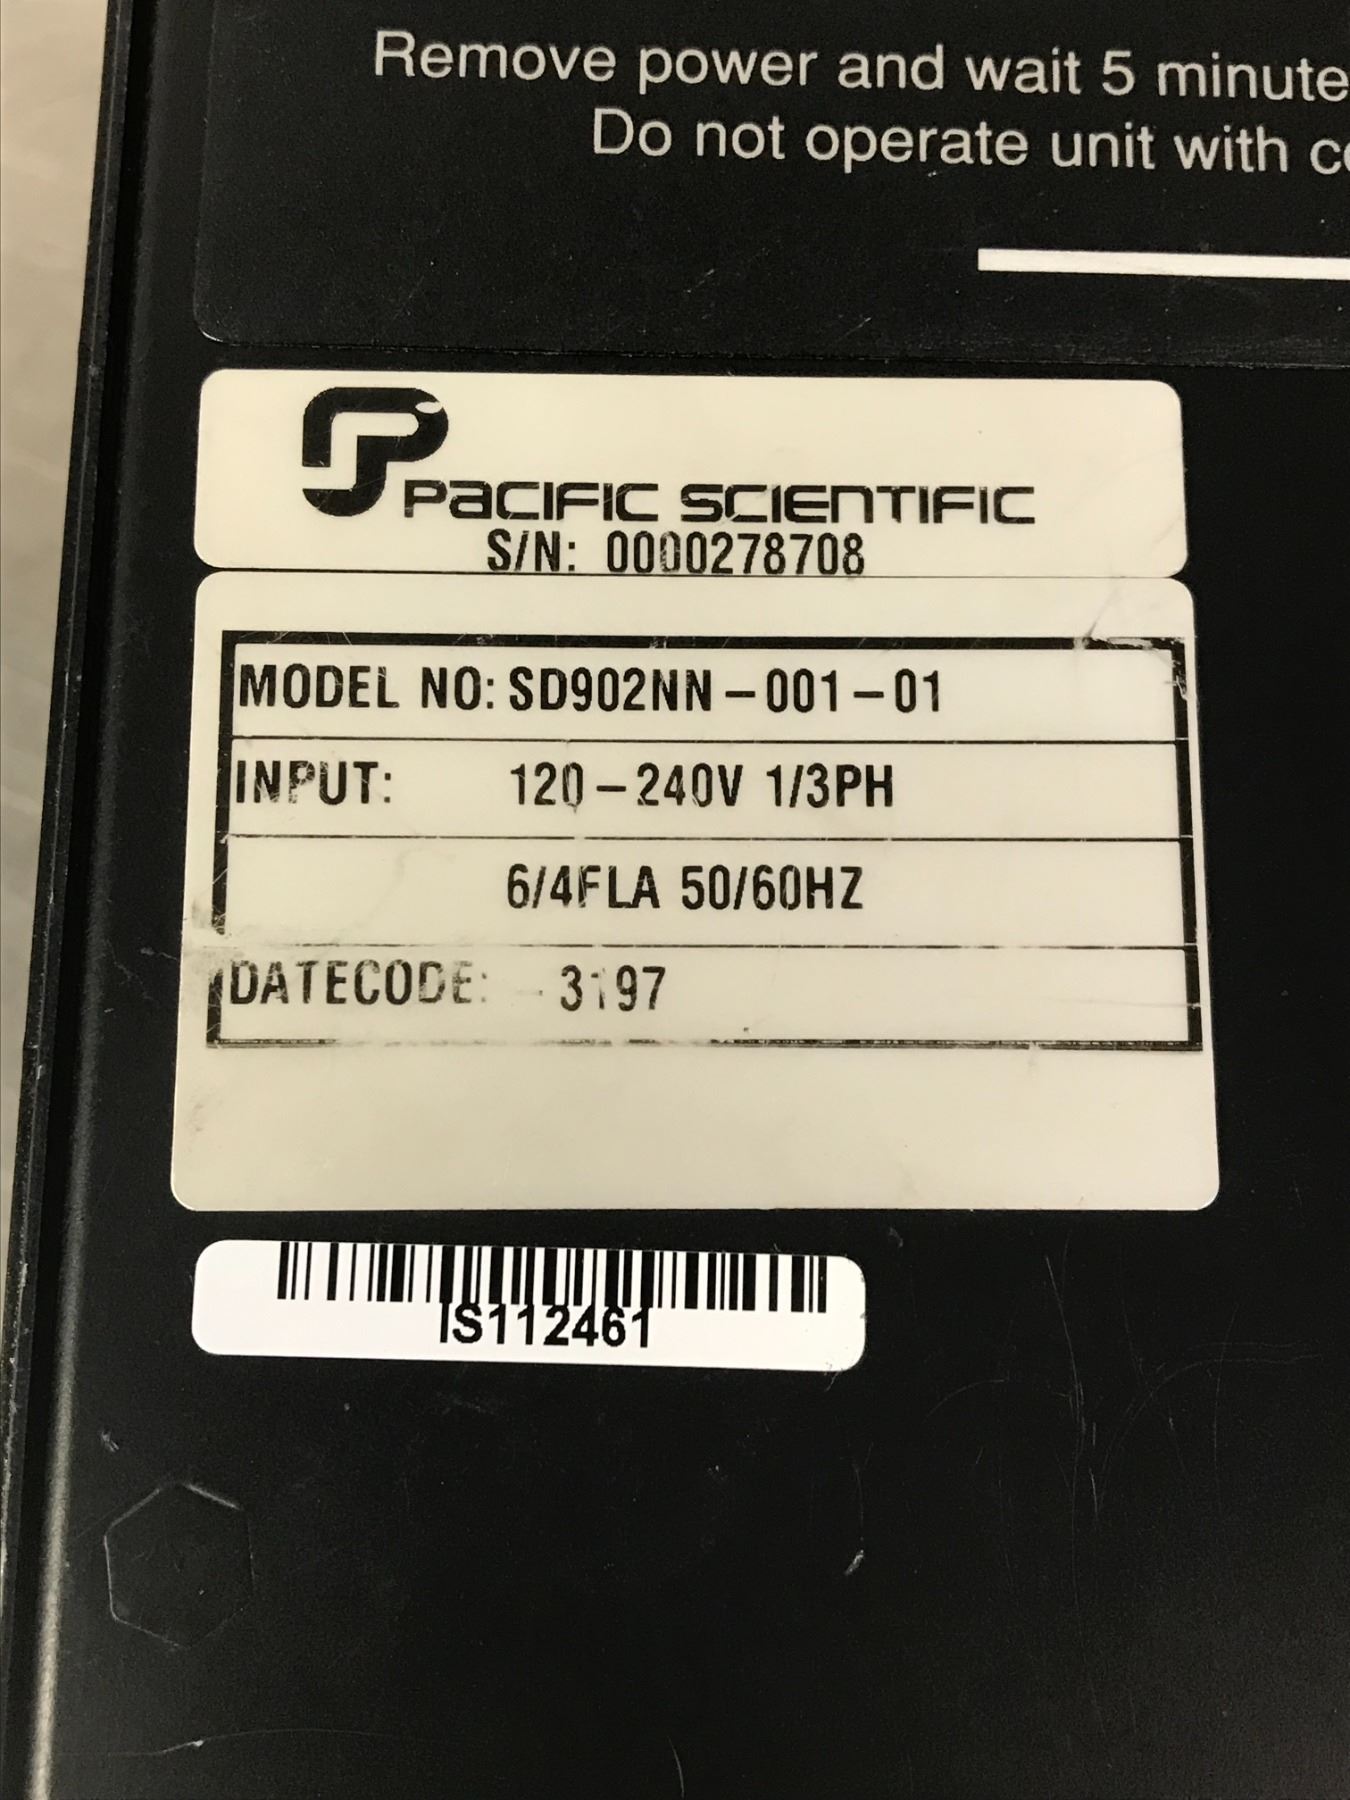 Remove power and wait 5 minute
Do not operate unit with
PACIFIC SCIENTIFIC
S/N: 0000278708
MODEL NO: SD902NN-001-01
INPUT: 120-240V 1/3PH
6/4FLA 50/60HZ
DATECODE: 3197
IS112461